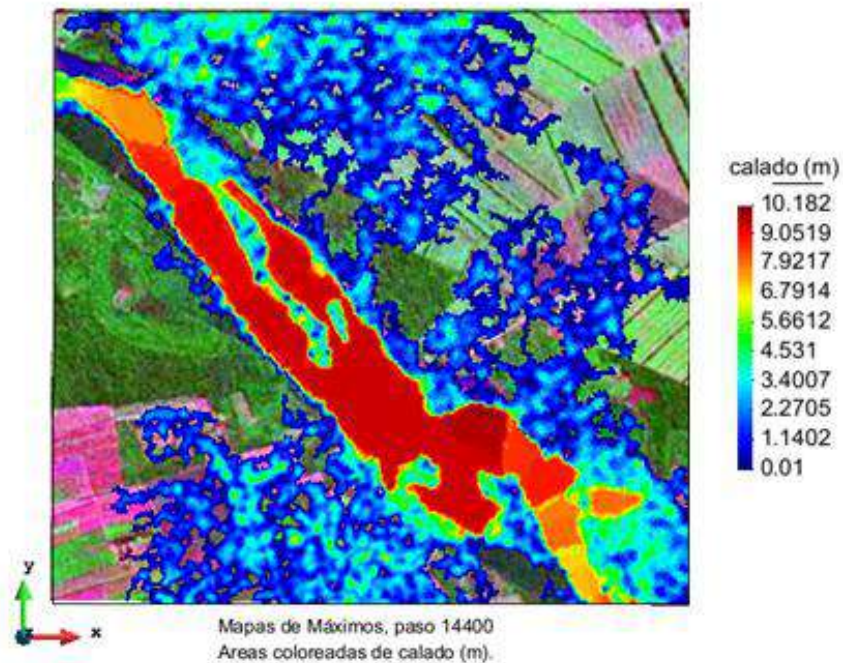 calado (m)
10.182
9.0519
7.9217
6.7914
5.6612
4.531
3.4007
2.2705
1.1402
0.01
y
x
Mapas de Máximos, paso 14400
Areas coloreadas de calado (m).